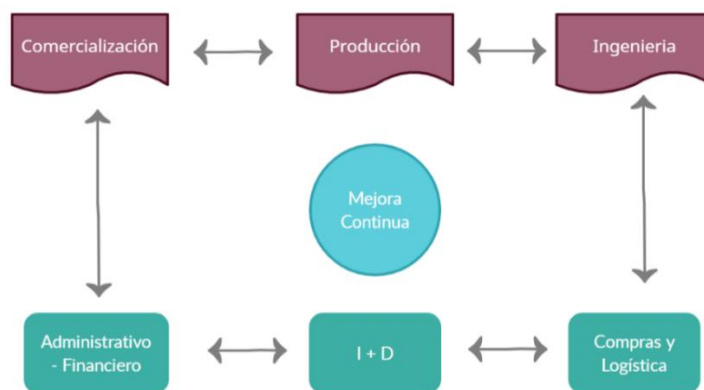 Comercialización
Producción
Ingenieria
Mejora
Continua
Administrativo
- Financiero
I + D
Compras y
Logística